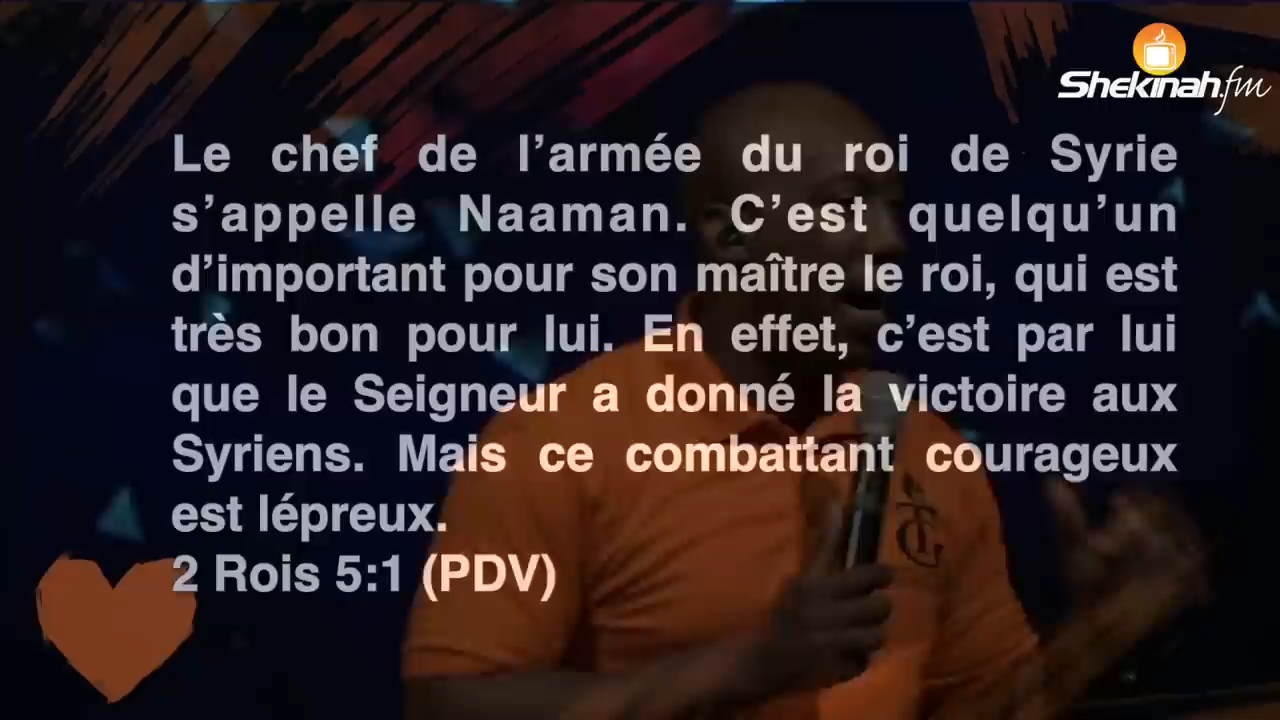 Shekinah.fm
Le chef de l’armée du roi de Syrie
s’appelle Naaman. C’est quelqu’un
d’important pour son maître le roi, qui est
très bon pour lui. En effet, c’est par lui
que le Seigneur a donné la victoire aux
Syriens. Mais ce combattant courageux
est lépreux.
2 Rois 5:1 (PDV)